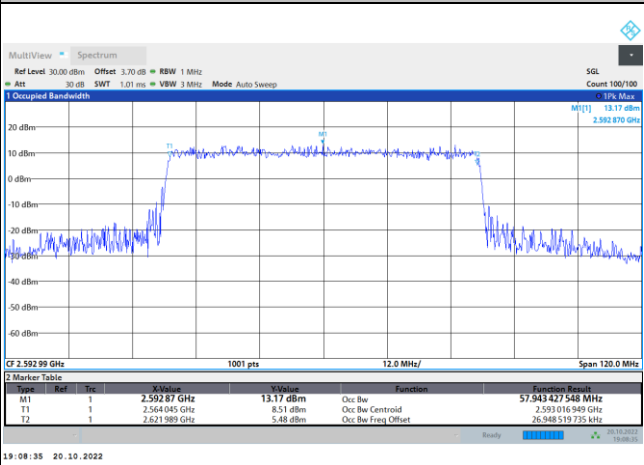 MultiView Spectrum
Ref Level 30.00 dBm Offset 3.70 dB RBW 1 MHz SGL
Att 30 dB SWT 1.01 ms VBW 3 MHz Mode Auto Sweep Count 100/100
1 Occupied Bandwidth 1Pk Max
M1[1] 13.17 dBm
2.592 870 GHz
20 dBm
M1
T1
10 dBm
0 dBm
-10 dBm
-20 dBm
-30 dBm
-40 dBm
-50 dBm
-60 dBm
CF 2.592 99 GHz 1001 pts 12.0 MHz/ Span 120.0 MHz
2 Marker Table
Type Ref Trc X-Value Y-Value Function Function Result
M1 1 2.592 87 GHz 13.17 dBm Occ Bw 57.943 427 548 MHz
T1 1 2.564 045 GHz 8.51 dBm Occ Bw Centroid 2.593 016 949 GHz
T2 1 2.621 989 GHz 5.48 dBm Occ Bw Freq Offset 26.948 519 735 kHz
Ready 20.10.2022
19:08:35
19:08:35 20.10.2022